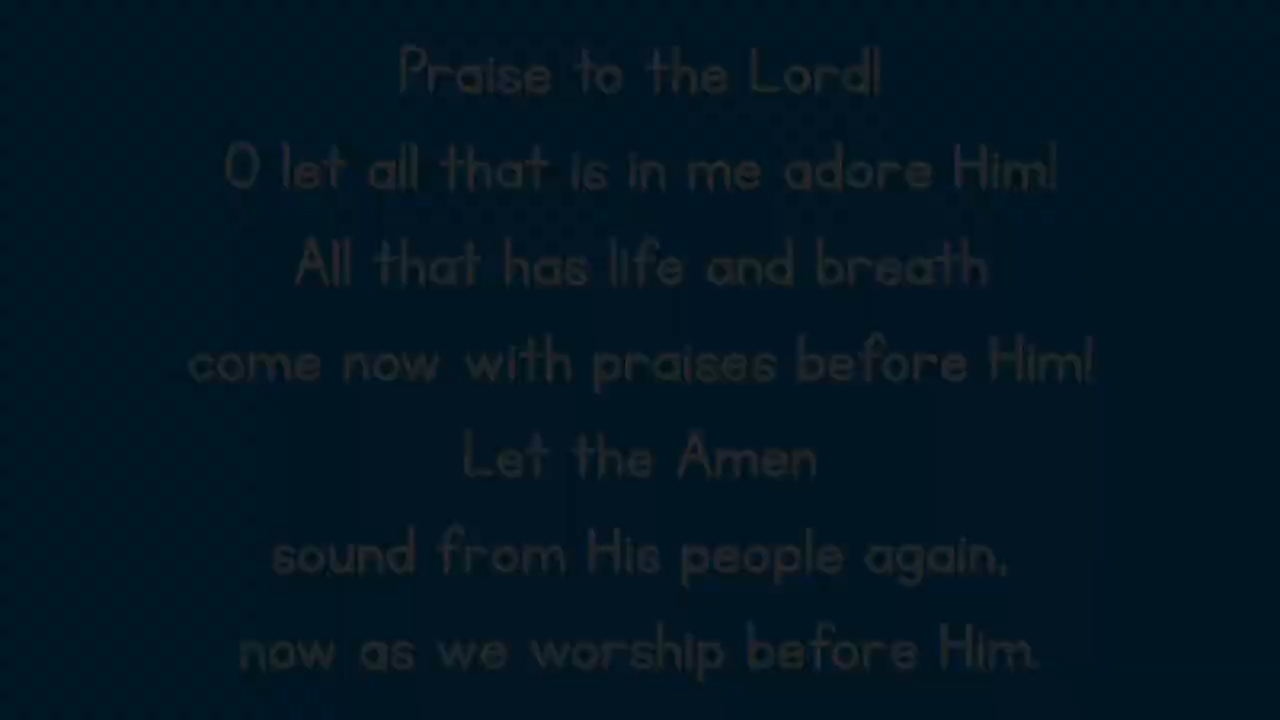 Praise to the Lord!
O let all that is in me adore Him!
All that has life and breath
come now with praises before Him!
Let the Amen
sound from His people again,
now as we worship before Him.